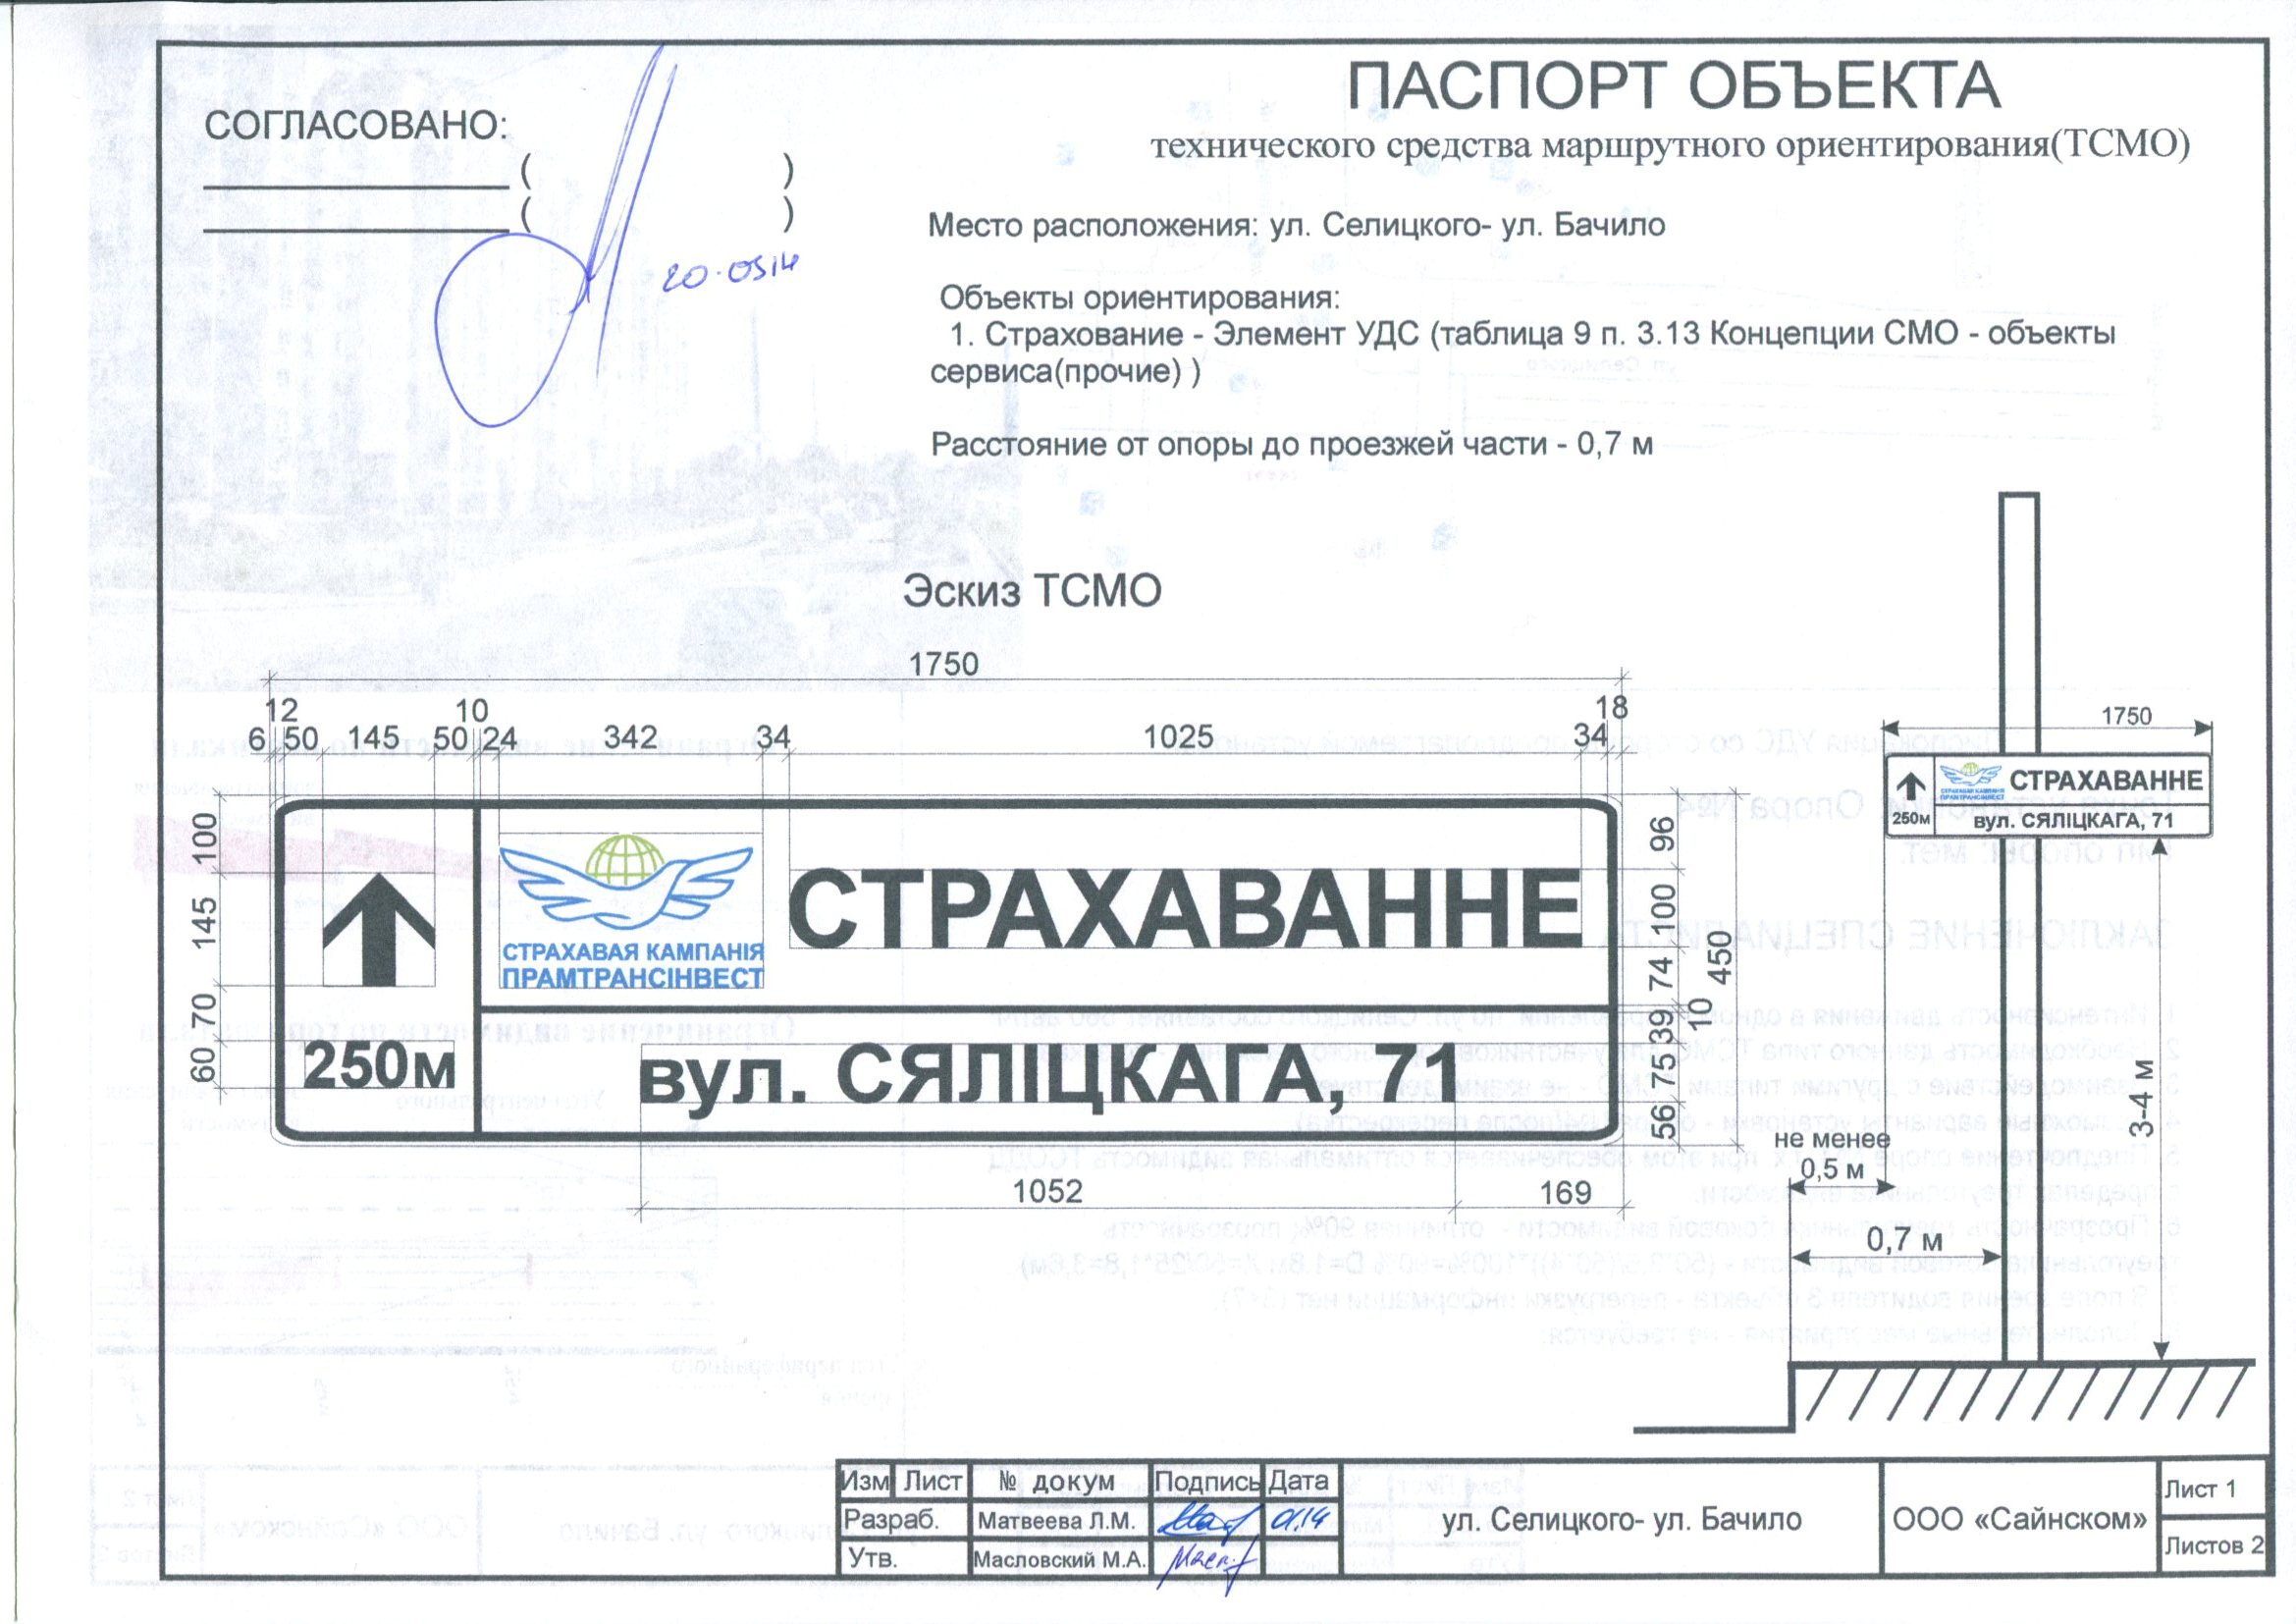 ПАСПОРТ ОБЪЕКТА
технического средства маршрутного ориентирования(ТСМО)
СОГЛАСОВАНО:
( )
( )
20.0314
Место расположения: ул. Селицкого- ул. Бачило
Объекты ориентирования:
1. Страхование - Элемент УДС (таблица 9 п. 3.13 Концепции СМО - объекты
сервиса(прочие) )
Расстояние от опоры до проезжей части - 0,7 м
Эскиз ТСМО
1750
12 10 18
6 50 145 50 24 342 34 1025 34
100 145 70 60
250м
СТРАХАВАЯ КАМПАНІЯ
ПРАМТРАНСІНВЕСТ
СТРАХАВАННЕ
вул. СЯЛІЦКАГА, 71
96 100 74 10 39 75 56
450
1052 169
1750
250м
СТРАХАВАЯ КАМПАНІЯ
ПРАМТРАНСІНВЕСТ
СТРАХАВАННЕ
вул. СЯЛІЦКАГА, 71
3-4 м
не менее
0,5 м
0,7 м
Изм Лист № докум Подпись Дата
Разраб. Матвеева Л.М. 01.14
Утв. Масловский М.А.
ул. Селицкого- ул. Бачило
ООО «Сайнском»
Лист 1
Листов 2